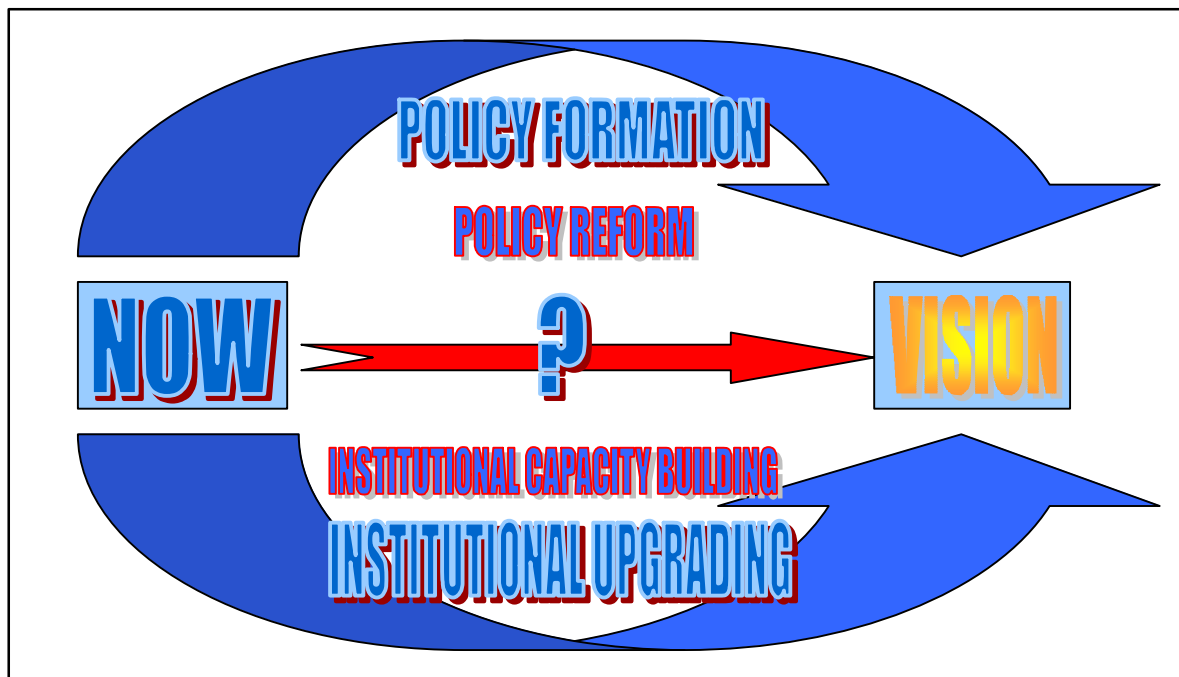 POLICY FORMATION
POLICY REFORM
NOW
?
VISION
INSTITUTIONAL CAPACITY BUILDING
INSTITUTIONAL UPGRADING